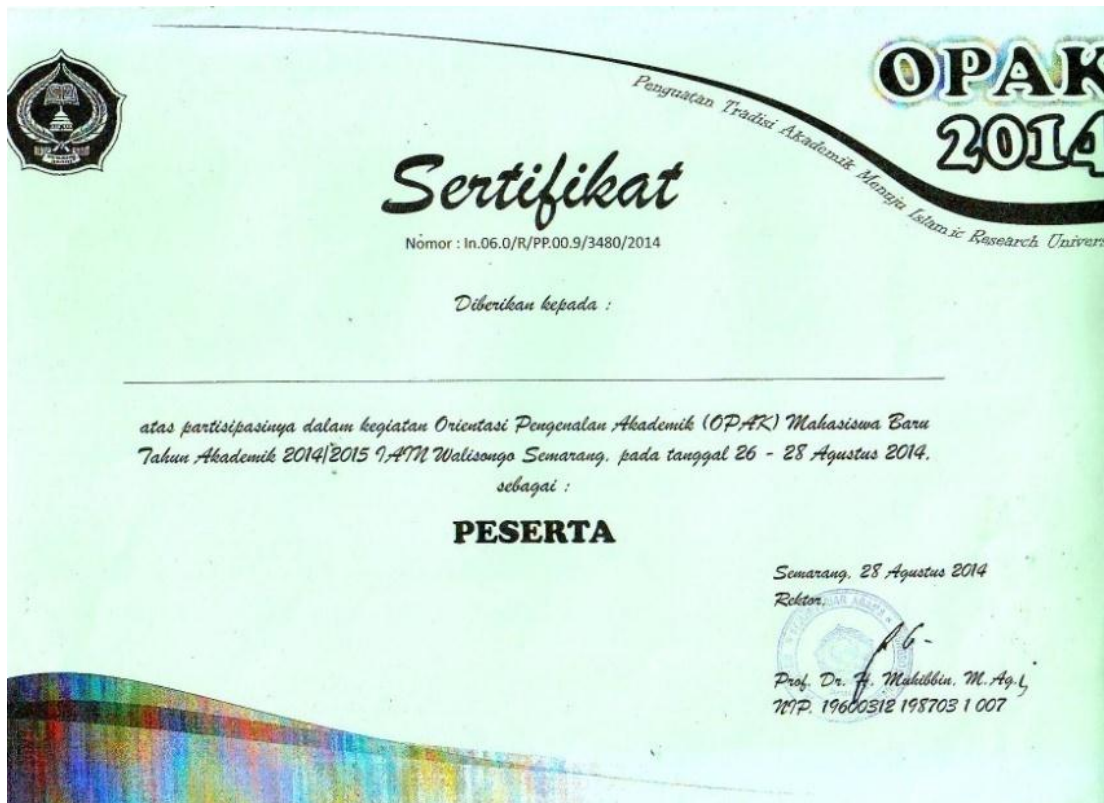 OPAK
2014
Penguatan Tradisi Akademik Menuju Islamic Research Univers
Sertifikat
Nomor : In.06.0/R/PP.00.9/3480/2014
Diberikan kepada :
atas partisipasinya dalam kegiatan Orientasi Pengenalan Akademik (OPAK) Mahasiswa Baru
Tahun Akademik 2014/2015 IAIN Walisongo Semarang, pada tanggal 26 - 28 Agustus 2014,
sebagai :
PESERTA
Semarang, 28 Agustus 2014
Rektor,
Prof. Dr. H. Muhibbin, M.Ag.
NIP. 19600312 198703 1 007